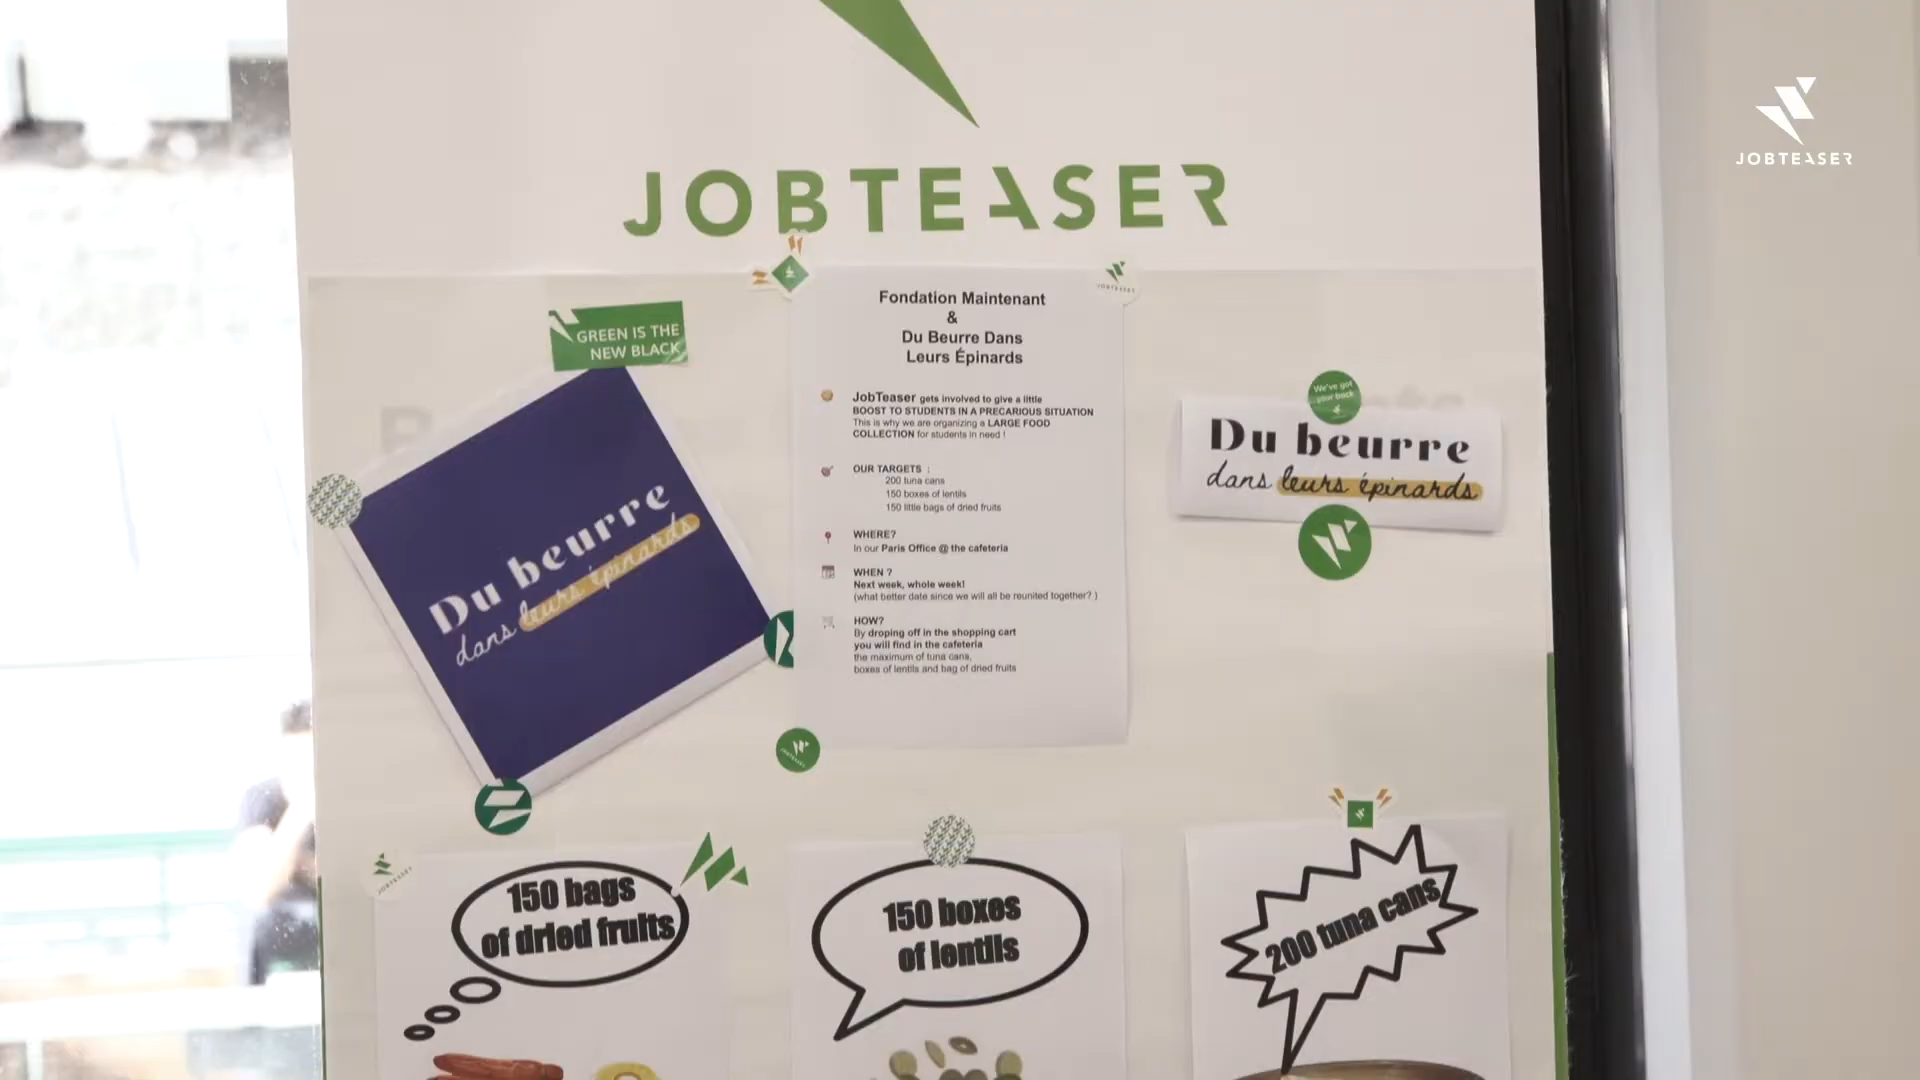 JOBTEASER
JOBTEASER
GREEN IS THE
NEW BLACK
Du beurre
dans leurs épinards
Fondation Maintenant
&
Du Beurre Dans
Leurs Épinards
JobTeaser gets involved to give a little
BOOST TO STUDENTS IN A PRECARIOUS SITUATION
This is why we are organizing a LARGE FOOD
COLLECTION for students in need !
OUR TARGETS :
200 tuna cans
150 boxes of lentils
150 little bags of dried fruits
WHERE?
In our Paris Office @ the cafeteria
WHEN ?
Next week, whole week!
(what better date since we will all be reunited together? )
HOW?
By droping off in the shopping cart
you will find in the cafeteria
the maximum of tuna cans,
boxes of lentils and bag of dried fruits
We've got
your back
Du beurre
dans leurs épinards
JOBTEASER
JOBTEASER
JOBTEASER
150 bags
of dried fruits
150 boxes
of lentils
200 tuna cans